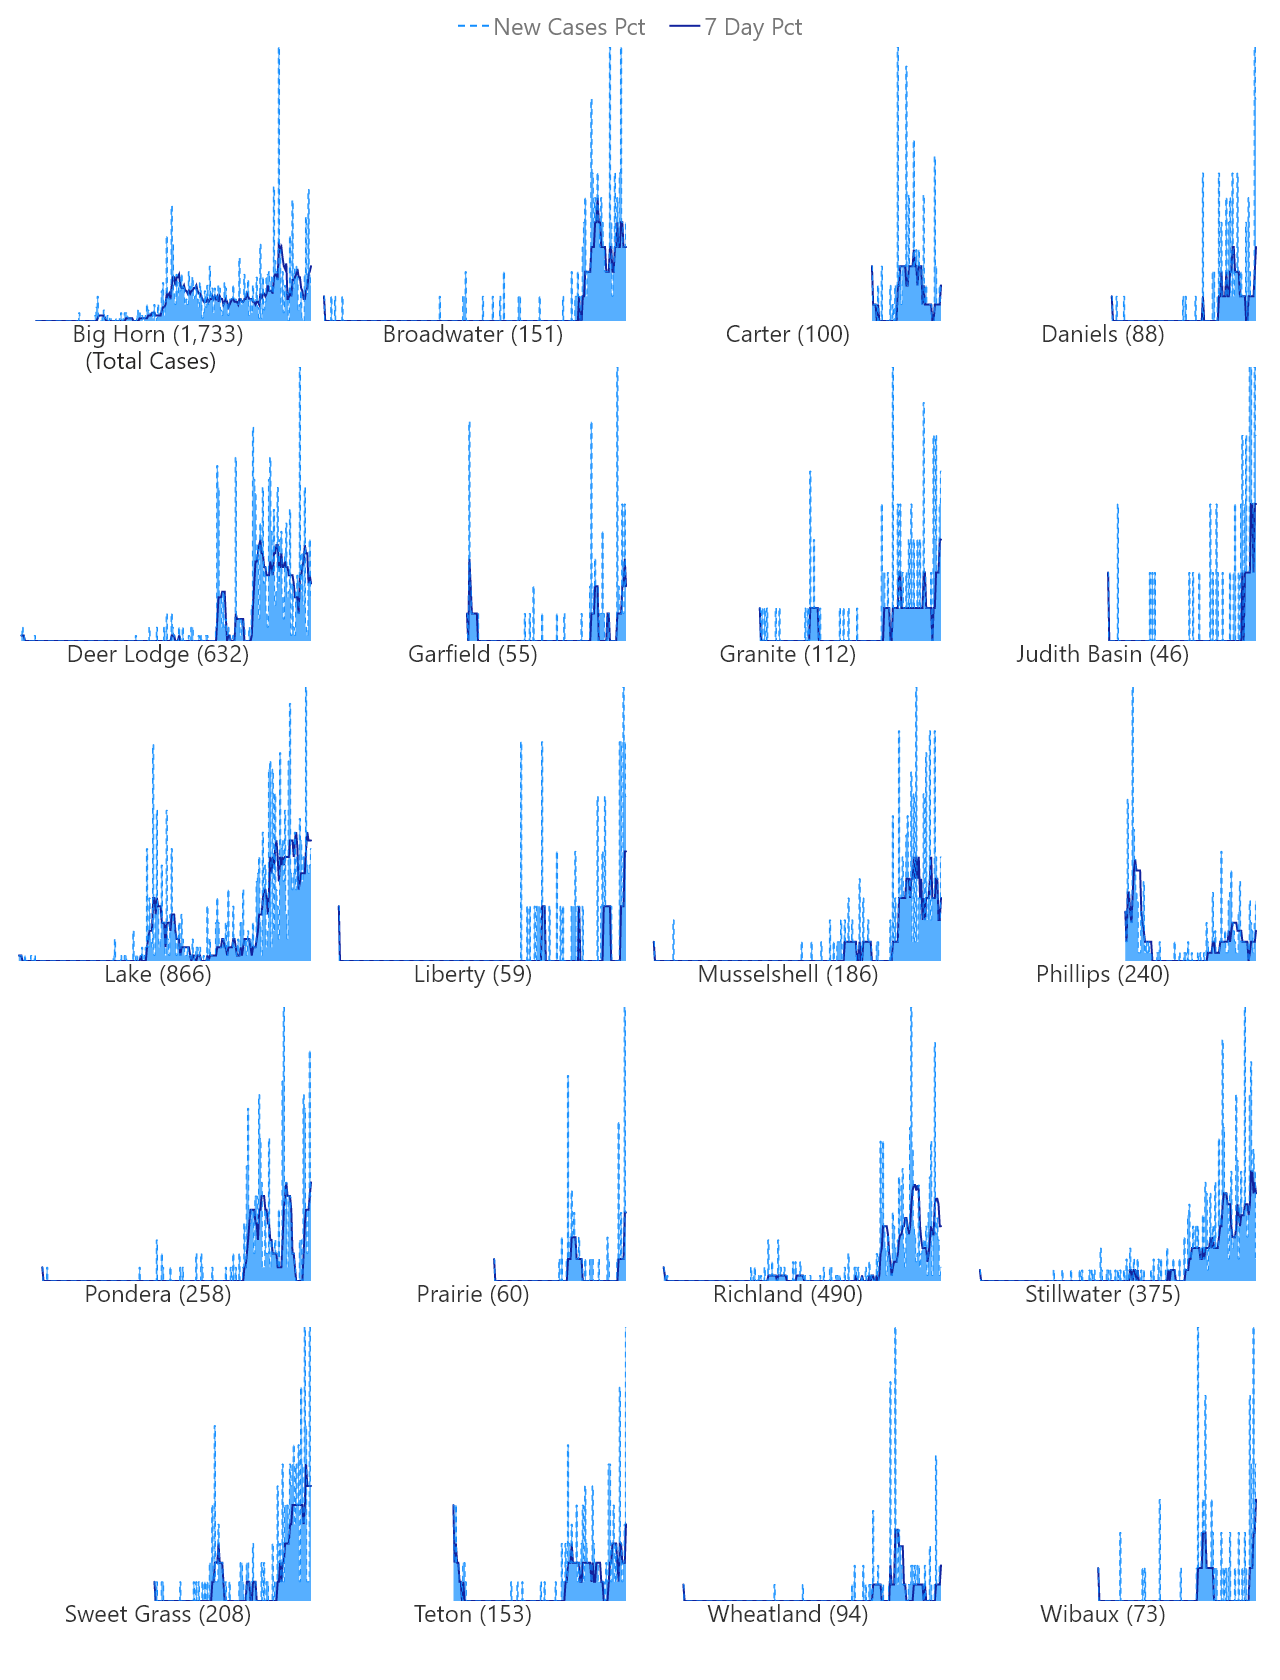 New Cases Pct 7 Day Pct
Big Horn (1,733) Broadwater (151) Carter (100) Daniels (88)
(Total Cases)
Deer Lodge (632) Garfield (55) Granite (112) Judith Basin (46)
Lake (866) Liberty (59) Musselshell (186) Phillips (240)
Pondera (258) Prairie (60) Richland (490) Stillwater (375)
Sweet Grass (208) Teton (153) Wheatland (94) Wibaux (73)